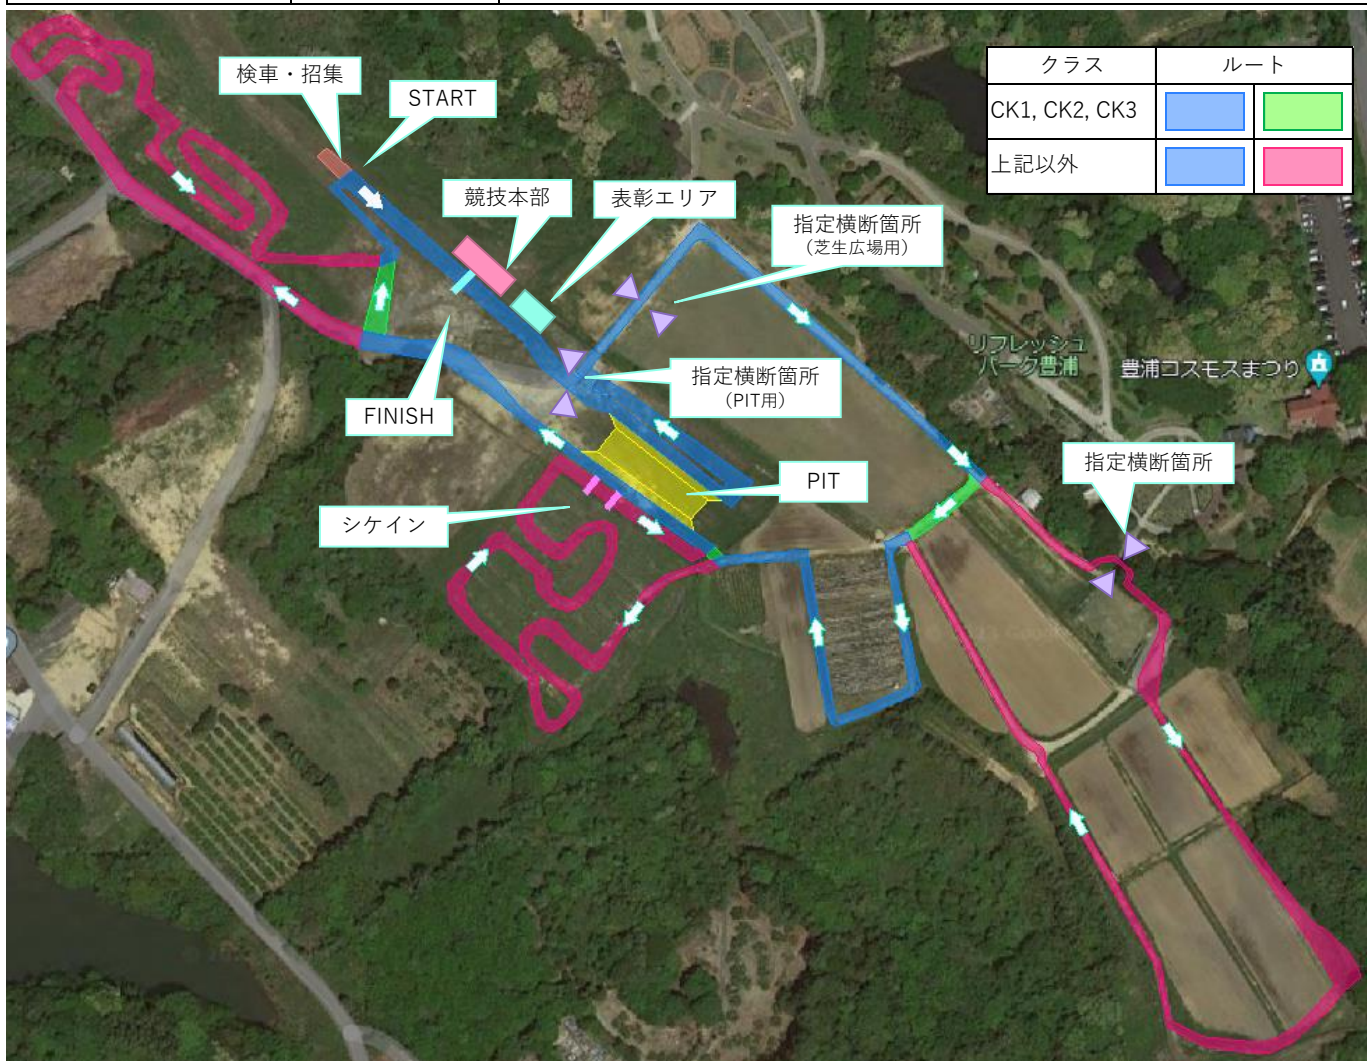 検車・招集
START
クラス
ルート
CK1, CK2, CK3
上記以外
競技本部
表彰エリア
指定横断箇所
（芝生広場用）
リフレッシュ
パーク豊浦
豊浦コスモスまつり
指定横断箇所
（PIT用）
FINISH
指定横断箇所
PIT
シケイン